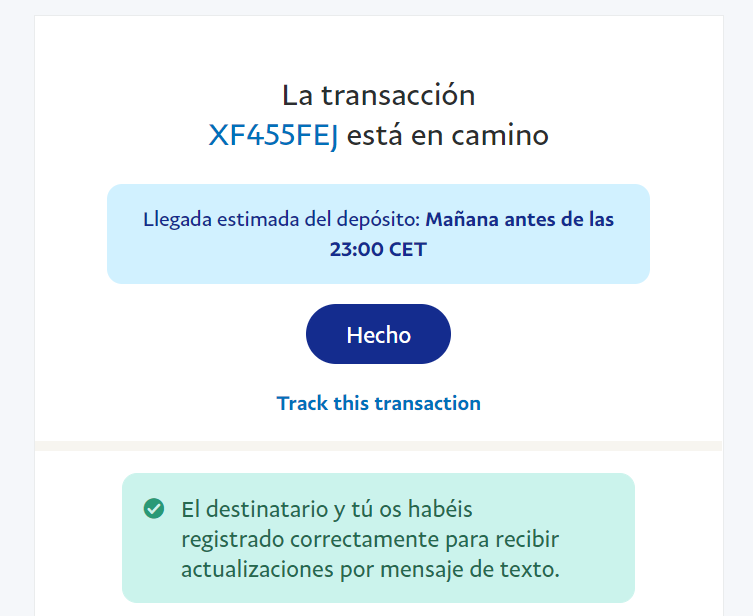 La transacción
XF455FEJ está en camino
Llegada estimada del depósito: Mañana antes de las
23:00 CET
Hecho
Track this transaction
El destinatario y tú os habéis
registrado correctamente para recibir
actualizaciones por mensaje de texto.